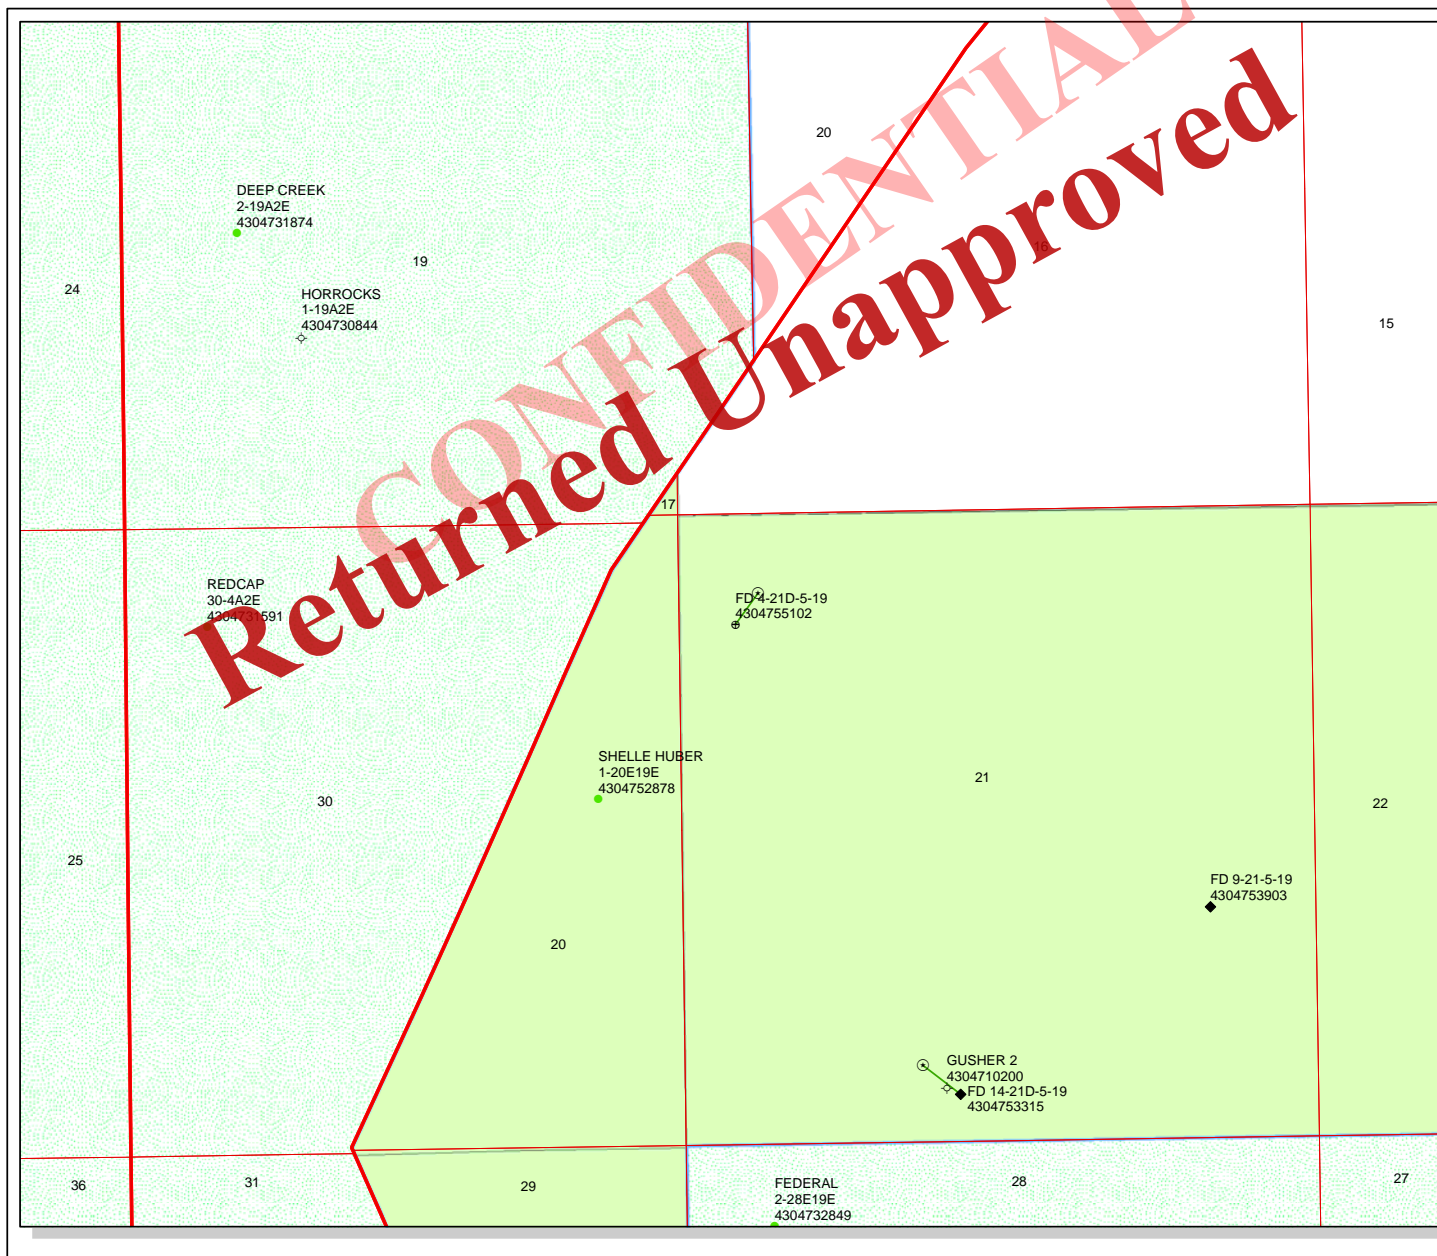 CONFIDENTIAL
Returned Unapproved
20
16
15
DEEP CREEK
2-19A2E
4304731874
19
24
HORROCKS
1-19A2E
4304730844
17
REDCAP
30-4A2E
4304731591
FD 4-21D-5-19
4304755102
SHELLE HUBER
1-20E19E
4304752878
21
30
22
25
FD 9-21-5-19
4304753903
20
GUSHER 2
4304710200
FD 14-21D-5-19
4304753315
36
31
29
FEDERAL
2-28E19E
4304732849
28
27